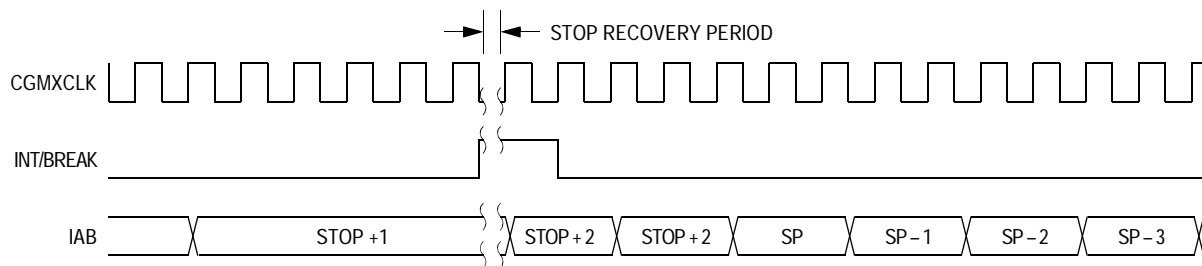 STOP RECOVERY PERIOD
CGMXCLK
INT/BREAK
IAB STOP +1 STOP + 2 STOP + 2 SP SP – 1 SP – 2 SP – 3